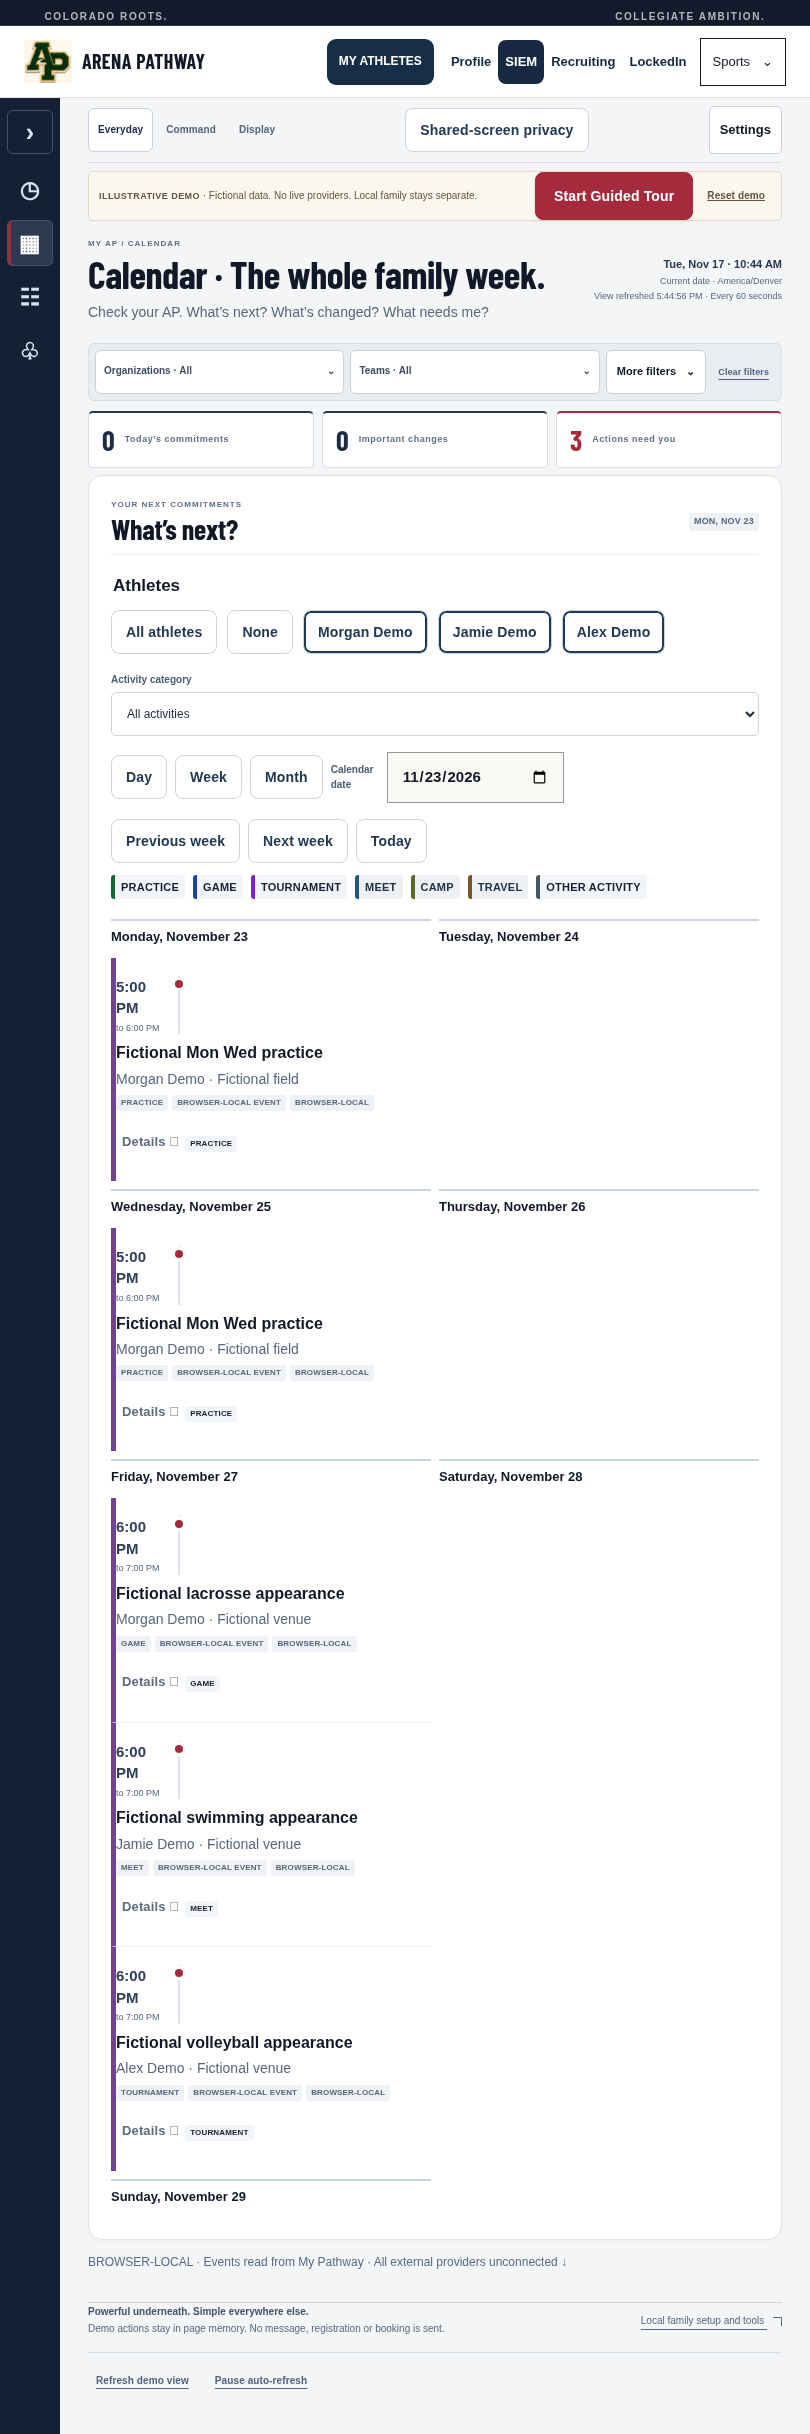 COLORADO ROOTS.
COLLEGIATE AMBITION.
AP ARENA PATHWAY
MY ATHLETES Profile SIEM Recruiting LockedIn Sports
Everyday Command Display Shared-screen privacy Settings
ILLUSTRATIVE DEMO · Fictional data. No live providers. Local family stays separate. Start Guided Tour Reset demo
MY AP / CALENDAR
Calendar · The whole family week.
Check your AP. What's next? What's changed? What needs me?
Tue, Nov 17 · 10:44 AM
Current date · America/Denver
View refreshed 5:44:56 PM · Every 60 seconds
Organizations · All Teams · All More filters Clear filters
0 Today's commitments 0 Important changes 3 Actions need you
YOUR NEXT COMMITMENTS
What's next?
MON, NOV 23
Athletes
All athletes None Morgan Demo Jamie Demo Alex Demo
Activity category
All activities
Day Week Month Calendar date 11/23/2026
Previous week Next week Today
PRACTICE GAME TOURNAMENT MEET CAMP TRAVEL OTHER ACTIVITY
Monday, November 23 Tuesday, November 24
5:00
PM
to 6:00 PM
Fictional Mon Wed practice
Morgan Demo · Fictional field
PRACTICE BROWSER-LOCAL EVENT BROWSER-LOCAL
Details PRACTICE
Wednesday, November 25 Thursday, November 26
5:00
PM
to 6:00 PM
Fictional Mon Wed practice
Morgan Demo · Fictional field
PRACTICE BROWSER-LOCAL EVENT BROWSER-LOCAL
Details PRACTICE
Friday, November 27 Saturday, November 28
6:00
PM
to 7:00 PM
Fictional lacrosse appearance
Morgan Demo · Fictional venue
GAME BROWSER-LOCAL EVENT BROWSER-LOCAL
Details GAME
6:00
PM
to 7:00 PM
Fictional swimming appearance
Jamie Demo · Fictional venue
MEET BROWSER-LOCAL EVENT BROWSER-LOCAL
Details MEET
6:00
PM
to 7:00 PM
Fictional volleyball appearance
Alex Demo · Fictional venue
TOURNAMENT BROWSER-LOCAL EVENT BROWSER-LOCAL
Details TOURNAMENT
Sunday, November 29
BROWSER-LOCAL · Events read from My Pathway · All external providers unconnected ↓
Powerful underneath. Simple everywhere else.
Demo actions stay in page memory. No message, registration or booking is sent.
Local family setup and tools
Refresh demo view Pause auto-refresh